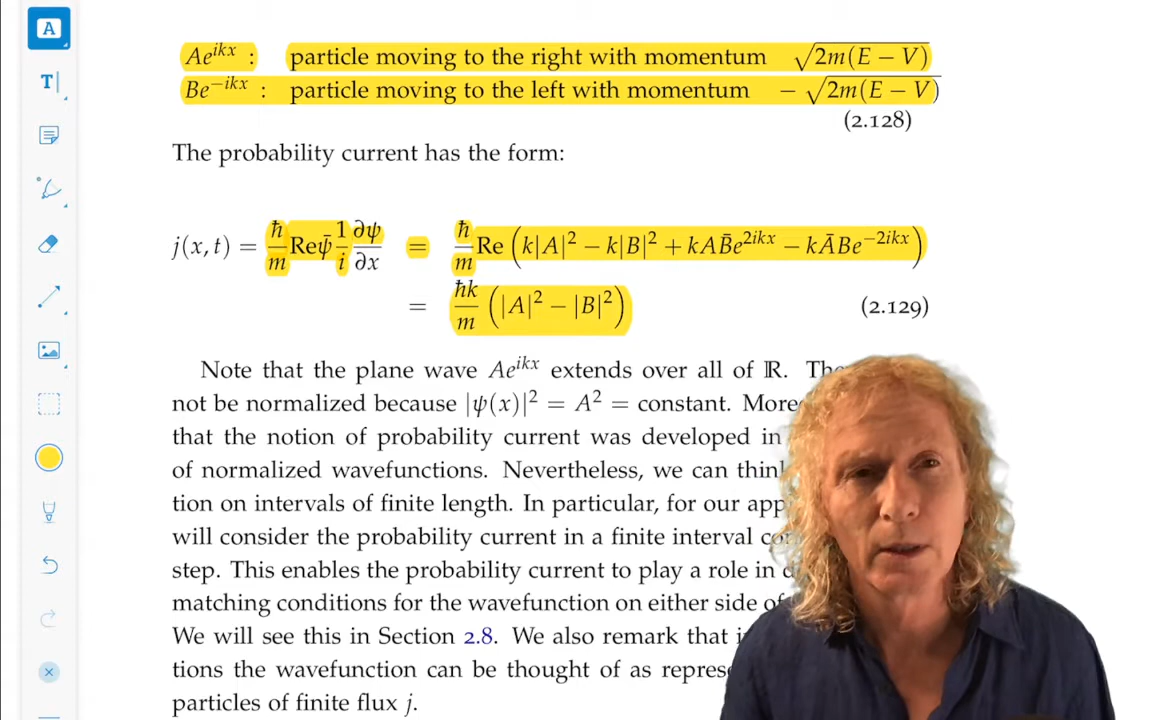 A
T
Ae^{ikx} : particle moving to the right with momentum √2m(E − V)
Be^{−ikx} : particle moving to the left with momentum − √2m(E − V)
(2.128)
The probability current has the form:
j(x, t) = ħ/m Re ψ̄ 1/i ∂ψ/∂x = ħ/m Re (k|A|² − k|B|² + kAB̄e^{2ikx} − kĀBe^{−2ikx})
= ħk/m (|A|² − |B|²) (2.129)
Note that the plane wave Ae^{ikx} extends over all of ℝ.
not be normalized because |ψ(x)|² = A² = constant.
that the notion of probability current was developed in
of normalized wavefunctions. Nevertheless, we can
tion on intervals of finite length. In particular, for our
will consider the probability current in a finite interval
step. This enables the probability current to play a role in
matching conditions for the wavefunction on either side
We will see this in Section 2.8. We also remark that
tions the wavefunction can be thought of as
particles of finite flux j.